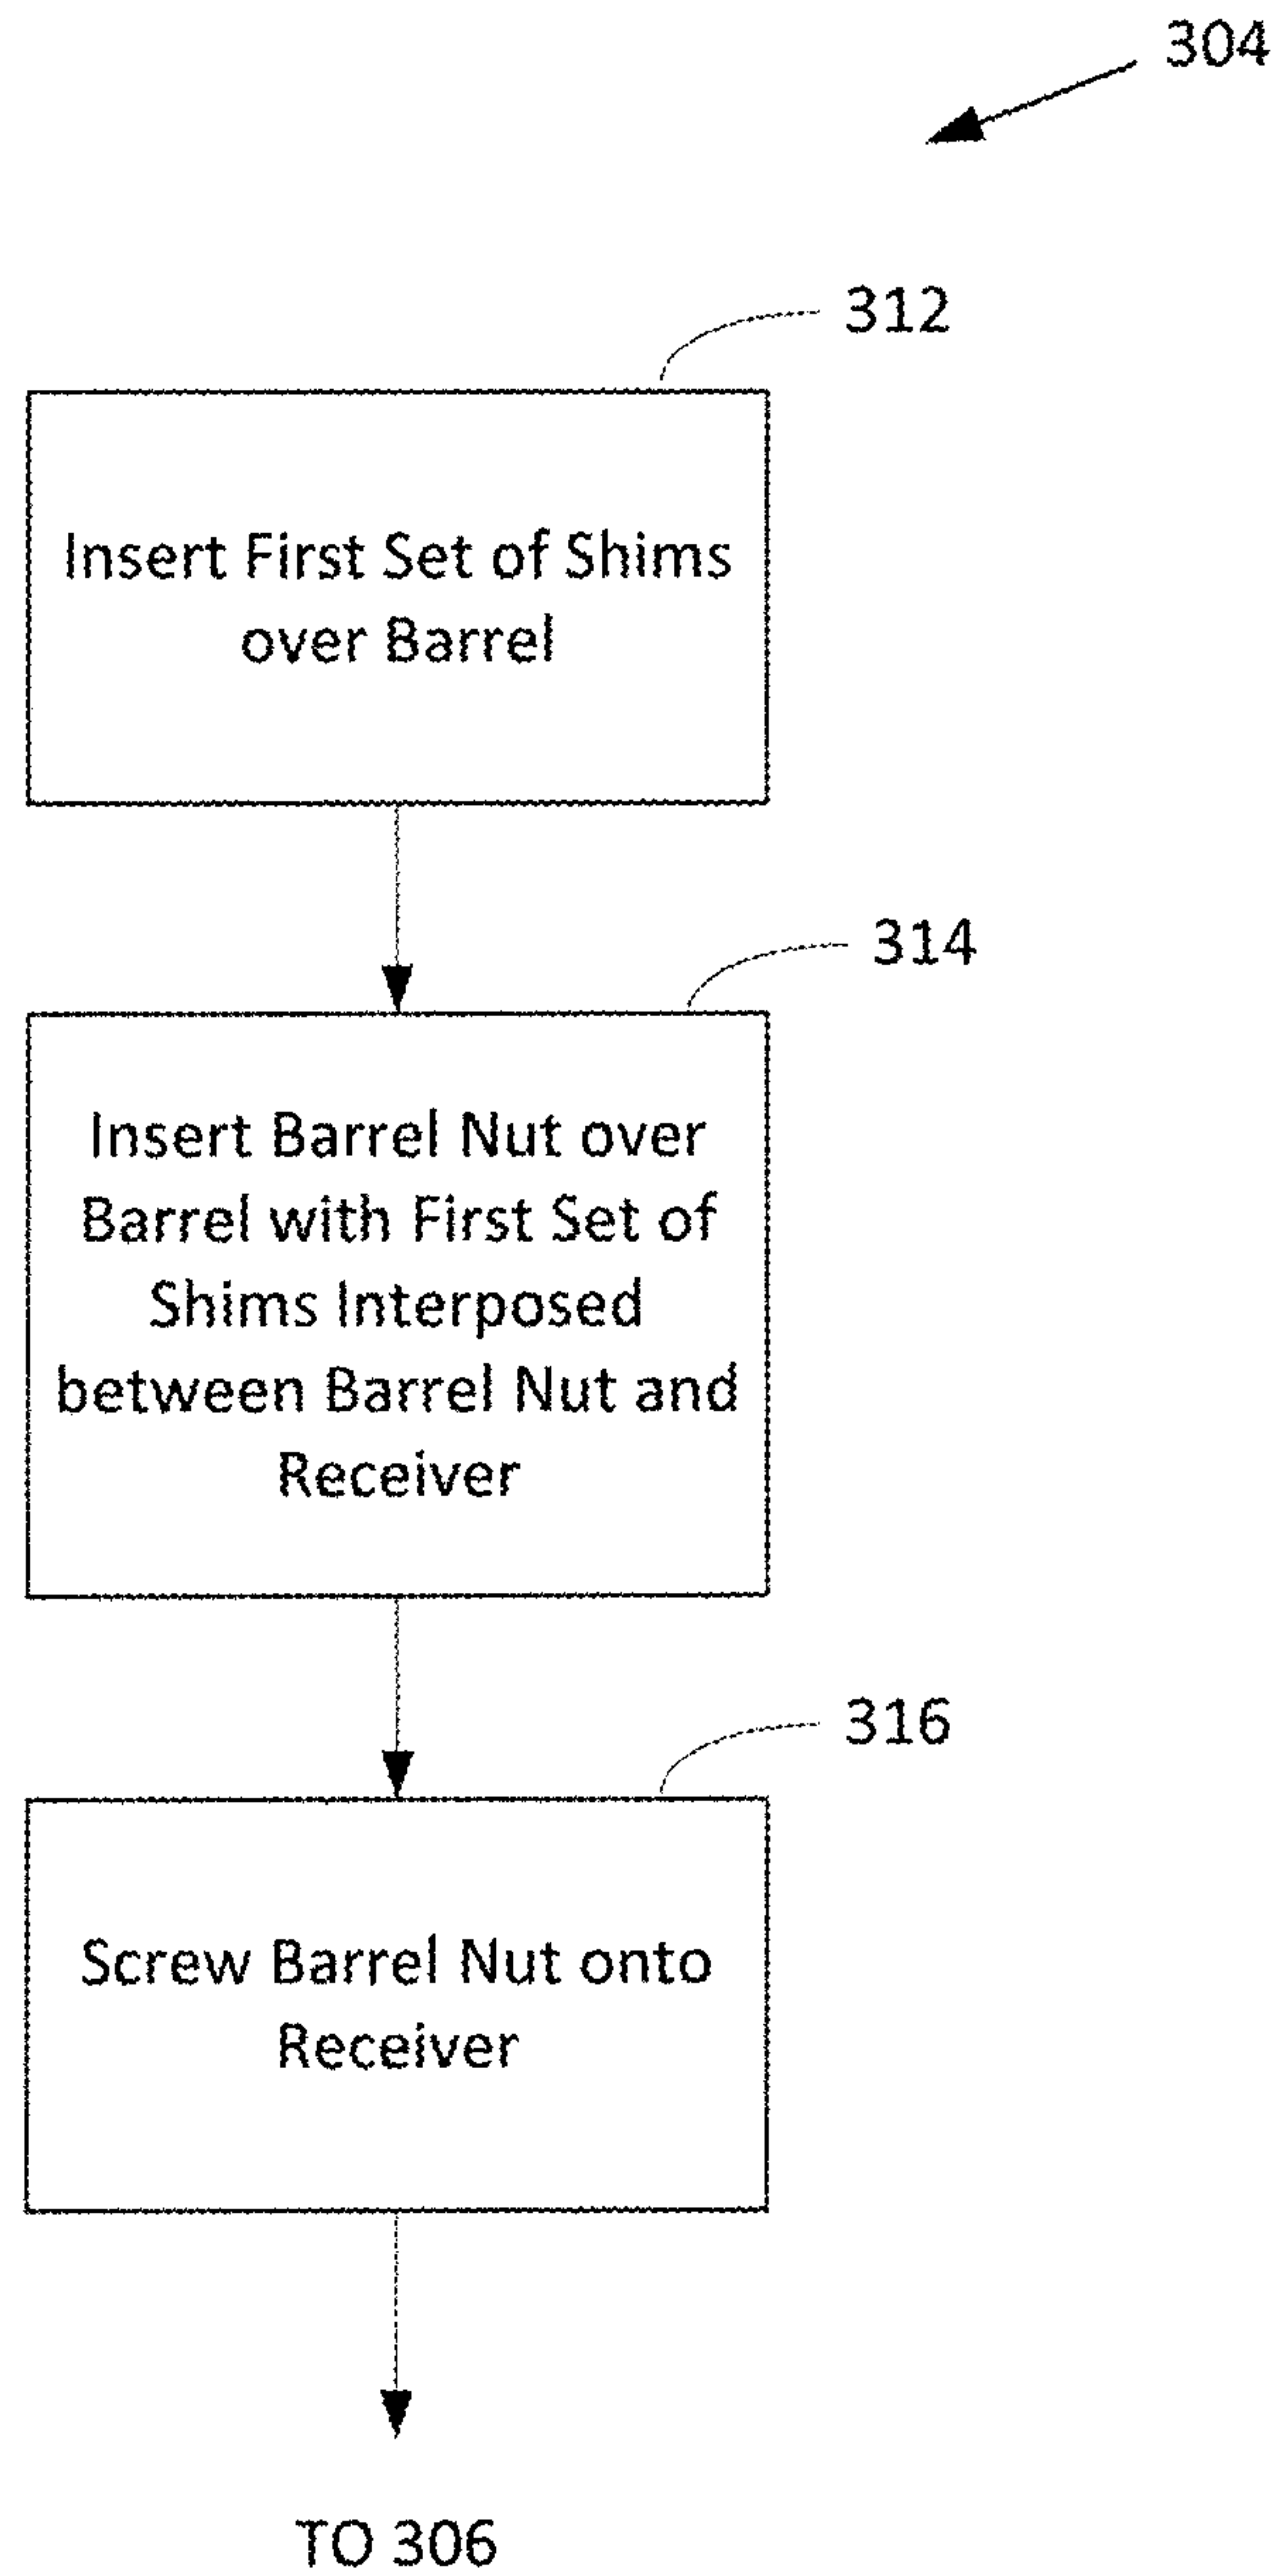 304
312
Insert First Set of Shims
over Barrel
314
Insert Barrel Nut over
Barrel with First Set of
Shims Interposed
between Barrel Nut and
Receiver
316
Screw Barrel Nut onto
Receiver
TO 306